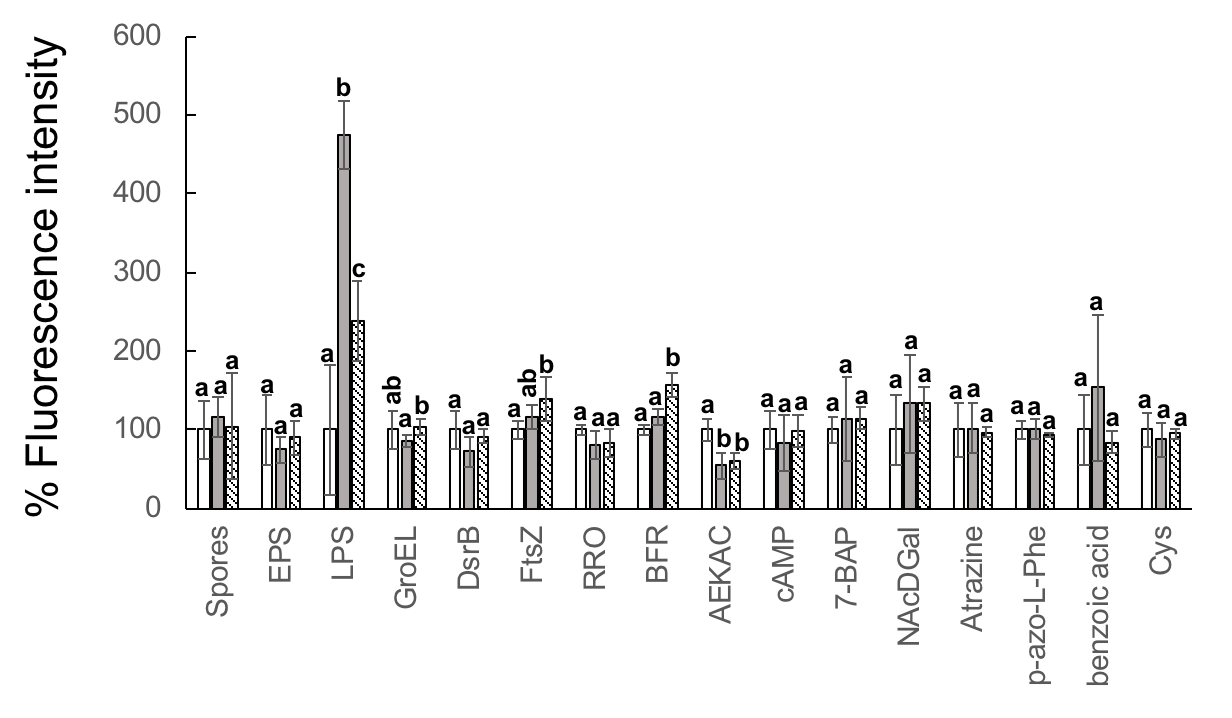 % Fluorescence intensity
600
500
400
300
200
100
0
a a a
a a a
a b c
ab a b
a a a
a ab b
a a a
a a b
a b b
a a a
a a a
a a a
a a a
a a a
a a a
a a a
Spores
EPS
LPS
GroEL
DsrB
FtsZ
RRO
BFR
AEKAC
cAMP
7-BAP
NAcDGal
Atrazine
p-azo-L-Phe
benzoic acid
Cys